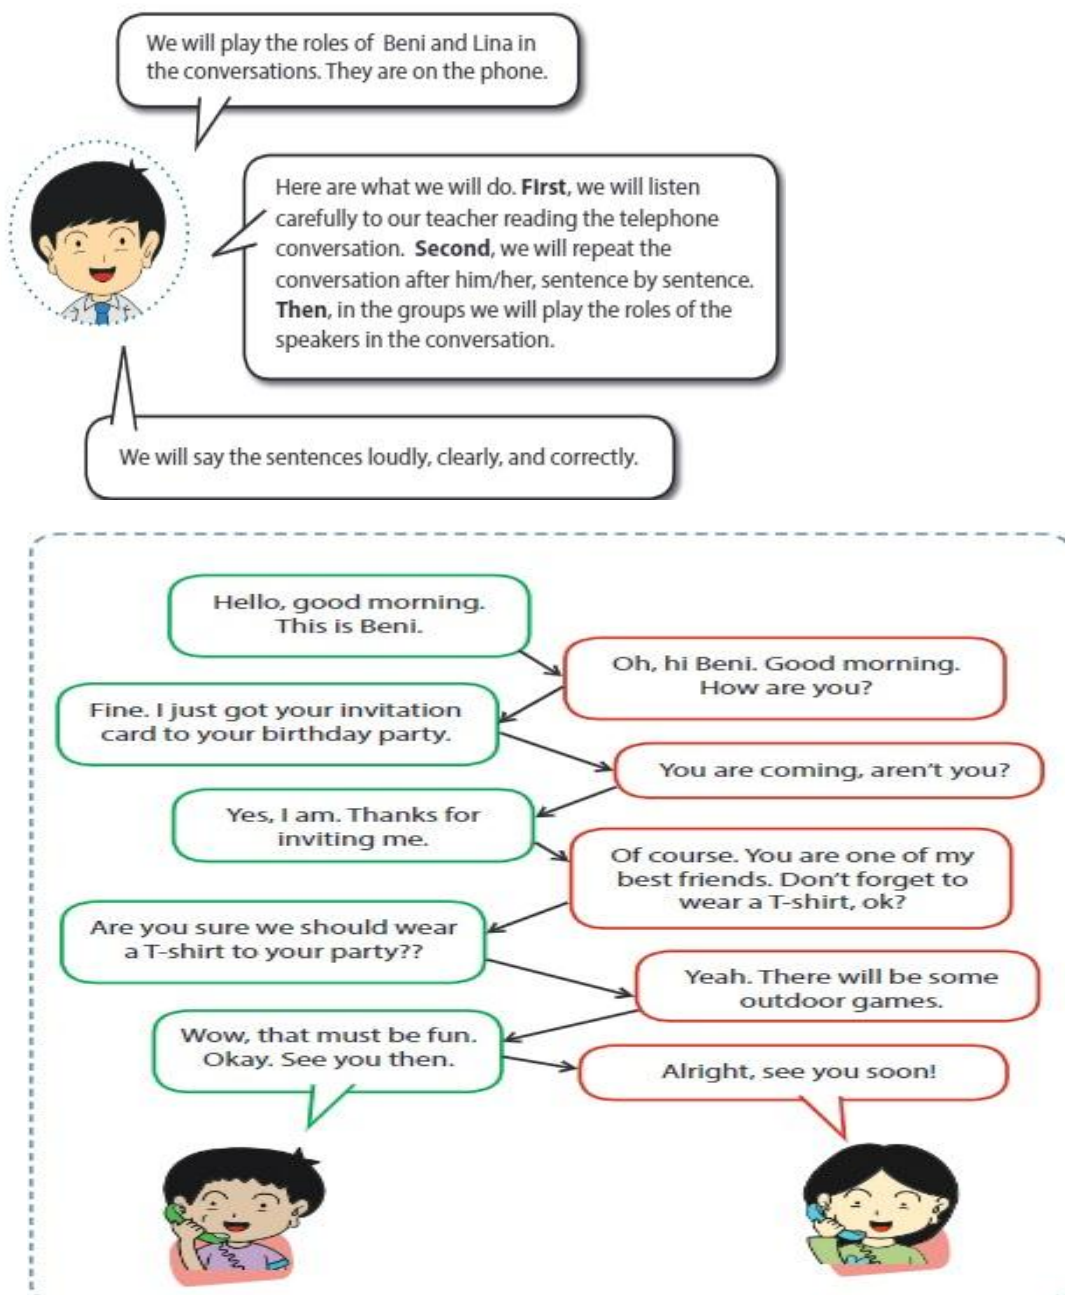 We will play the roles of Beni and Lina in
the conversations. They are on the phone.
Here are what we will do. First, we will listen
carefully to our teacher reading the telephone
conversation. Second, we will repeat the
conversation after him/her, sentence by sentence.
Then, in the groups we will play the roles of the
speakers in the conversation.
We will say the sentences loudly, clearly, and correctly.
Hello, good morning.
This is Beni.
Oh, hi Beni. Good morning.
How are you?
Fine. I just got your invitation
card to your birthday party.
You are coming, aren't you?
Yes, I am. Thanks for
inviting me.
Of course. You are one of my
best friends. Don't forget to
wear a T-shirt, ok?
Are you sure we should wear
a T-shirt to your party??
Yeah. There will be some
outdoor games.
Wow, that must be fun.
Okay. See you then.
Alright, see you soon!